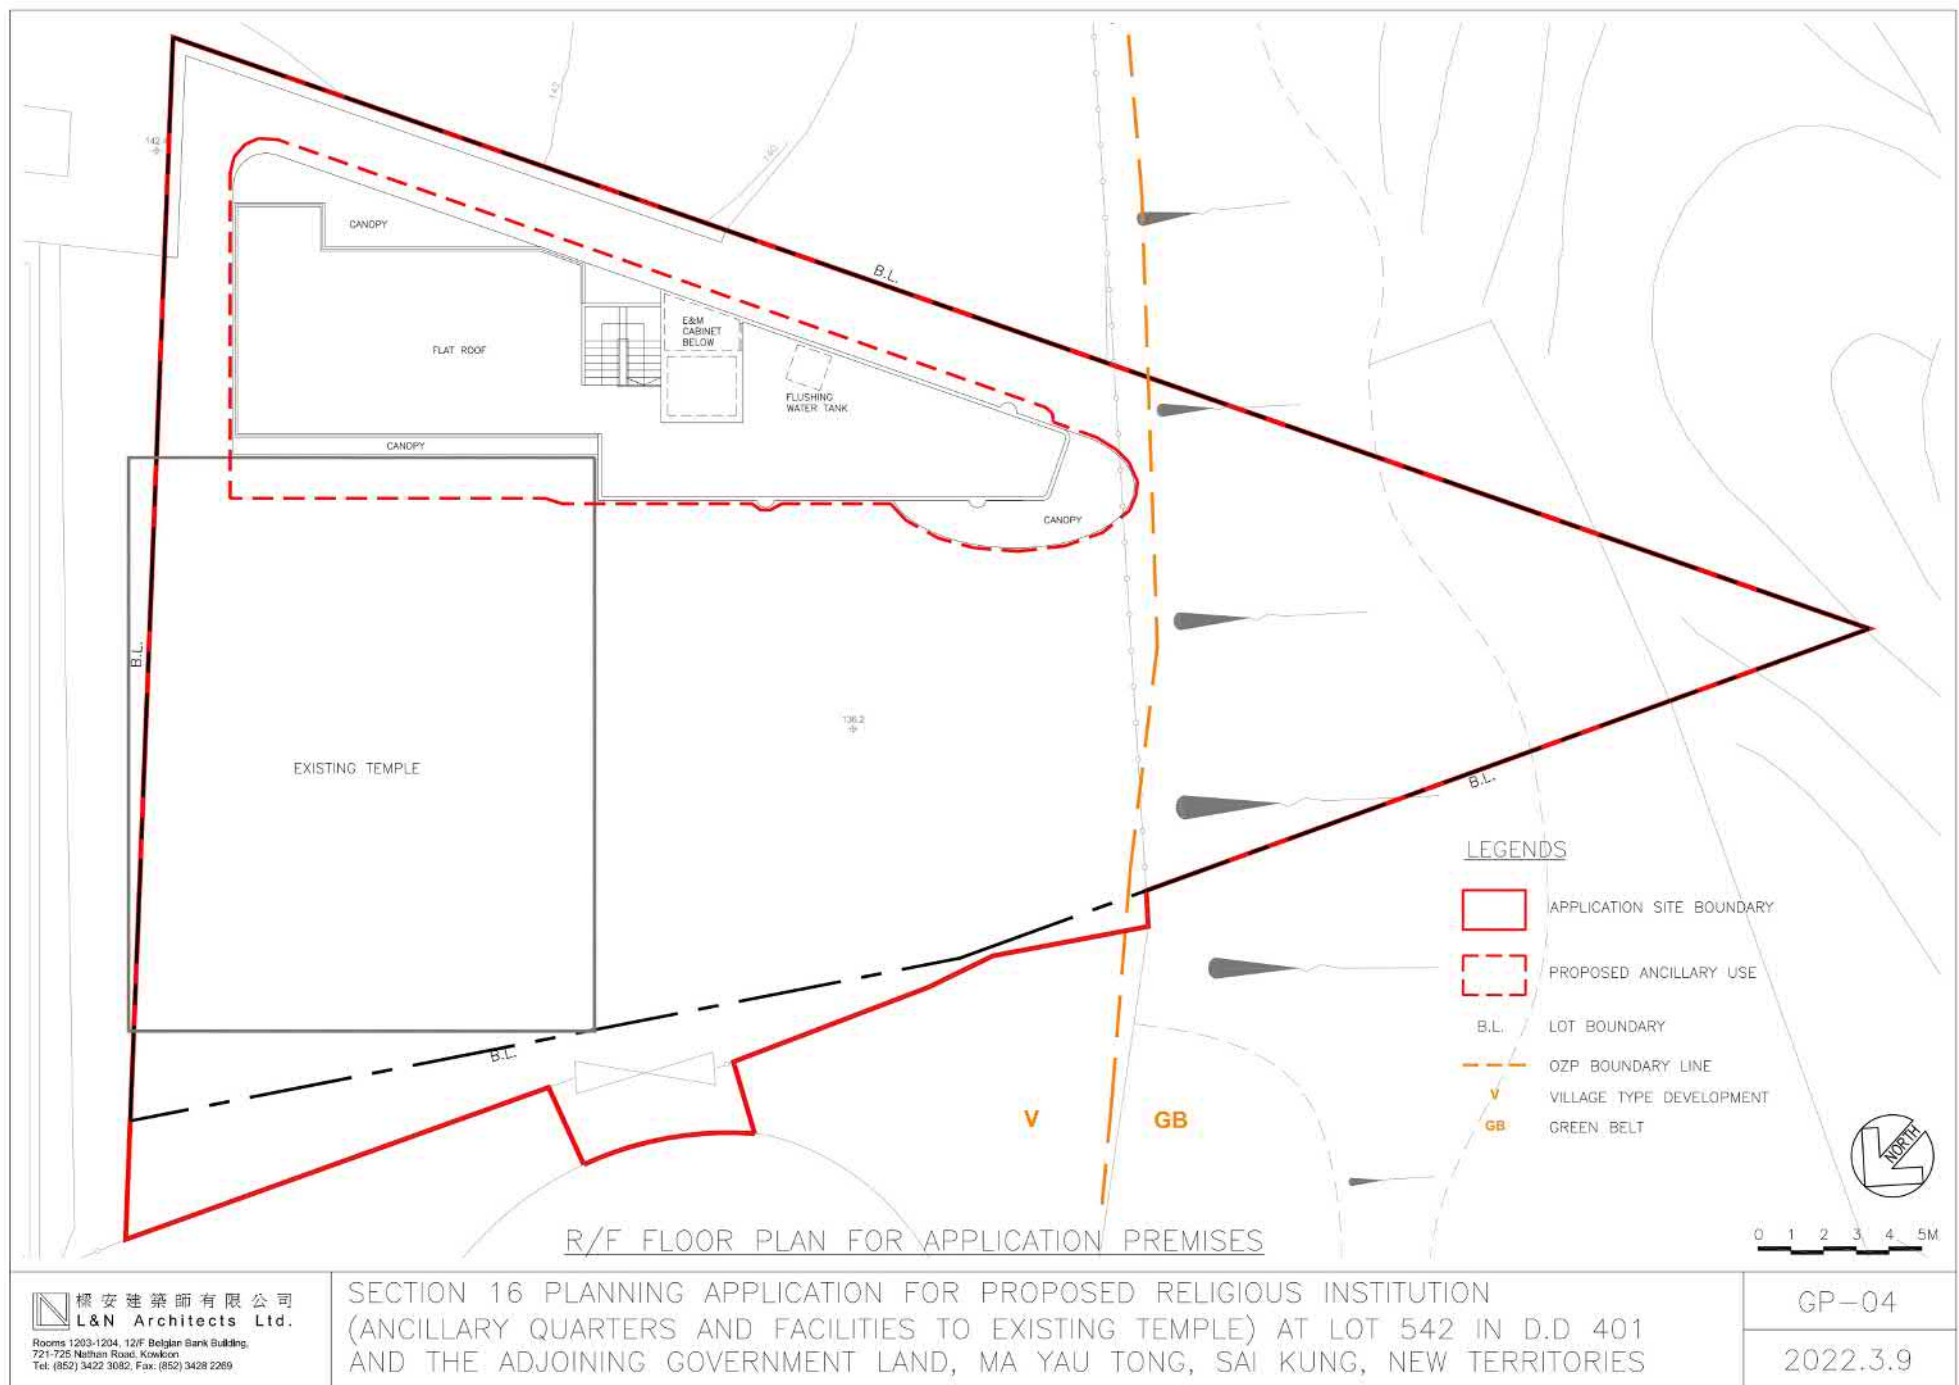 142
142.
140
CANOPY
B.L.
E&M
CABINET
BELOW
FLAT ROOF
FLUSHING
WATER TANK
CANOPY
CANOPY
B.L.
136.2
EXISTING TEMPLE
B.L.
B.L.
LEGENDS
APPLICATION SITE BOUNDARY
PROPOSED ANCILLARY USE
B.L. LOT BOUNDARY
OZP BOUNDARY LINE
V VILLAGE TYPE DEVELOPMENT
GB GREEN BELT
V GB
NORTH
R/F FLOOR PLAN FOR APPLICATION PREMISES
0 1 2 3 4 5M
樑安建築師有限公司
L&N Architects Ltd.
Rooms 1203-1204, 12/F Belgian Bank Building,
721-725 Nathan Road, Kowloon
Tel: (852) 3422 3082, Fax: (852) 3428 2269
SECTION 16 PLANNING APPLICATION FOR PROPOSED RELIGIOUS INSTITUTION
(ANCILLARY QUARTERS AND FACILITIES TO EXISTING TEMPLE) AT LOT 542 IN D.D 401
AND THE ADJOINING GOVERNMENT LAND, MA YAU TONG, SAI KUNG, NEW TERRITORIES
GP-04
2022.3.9